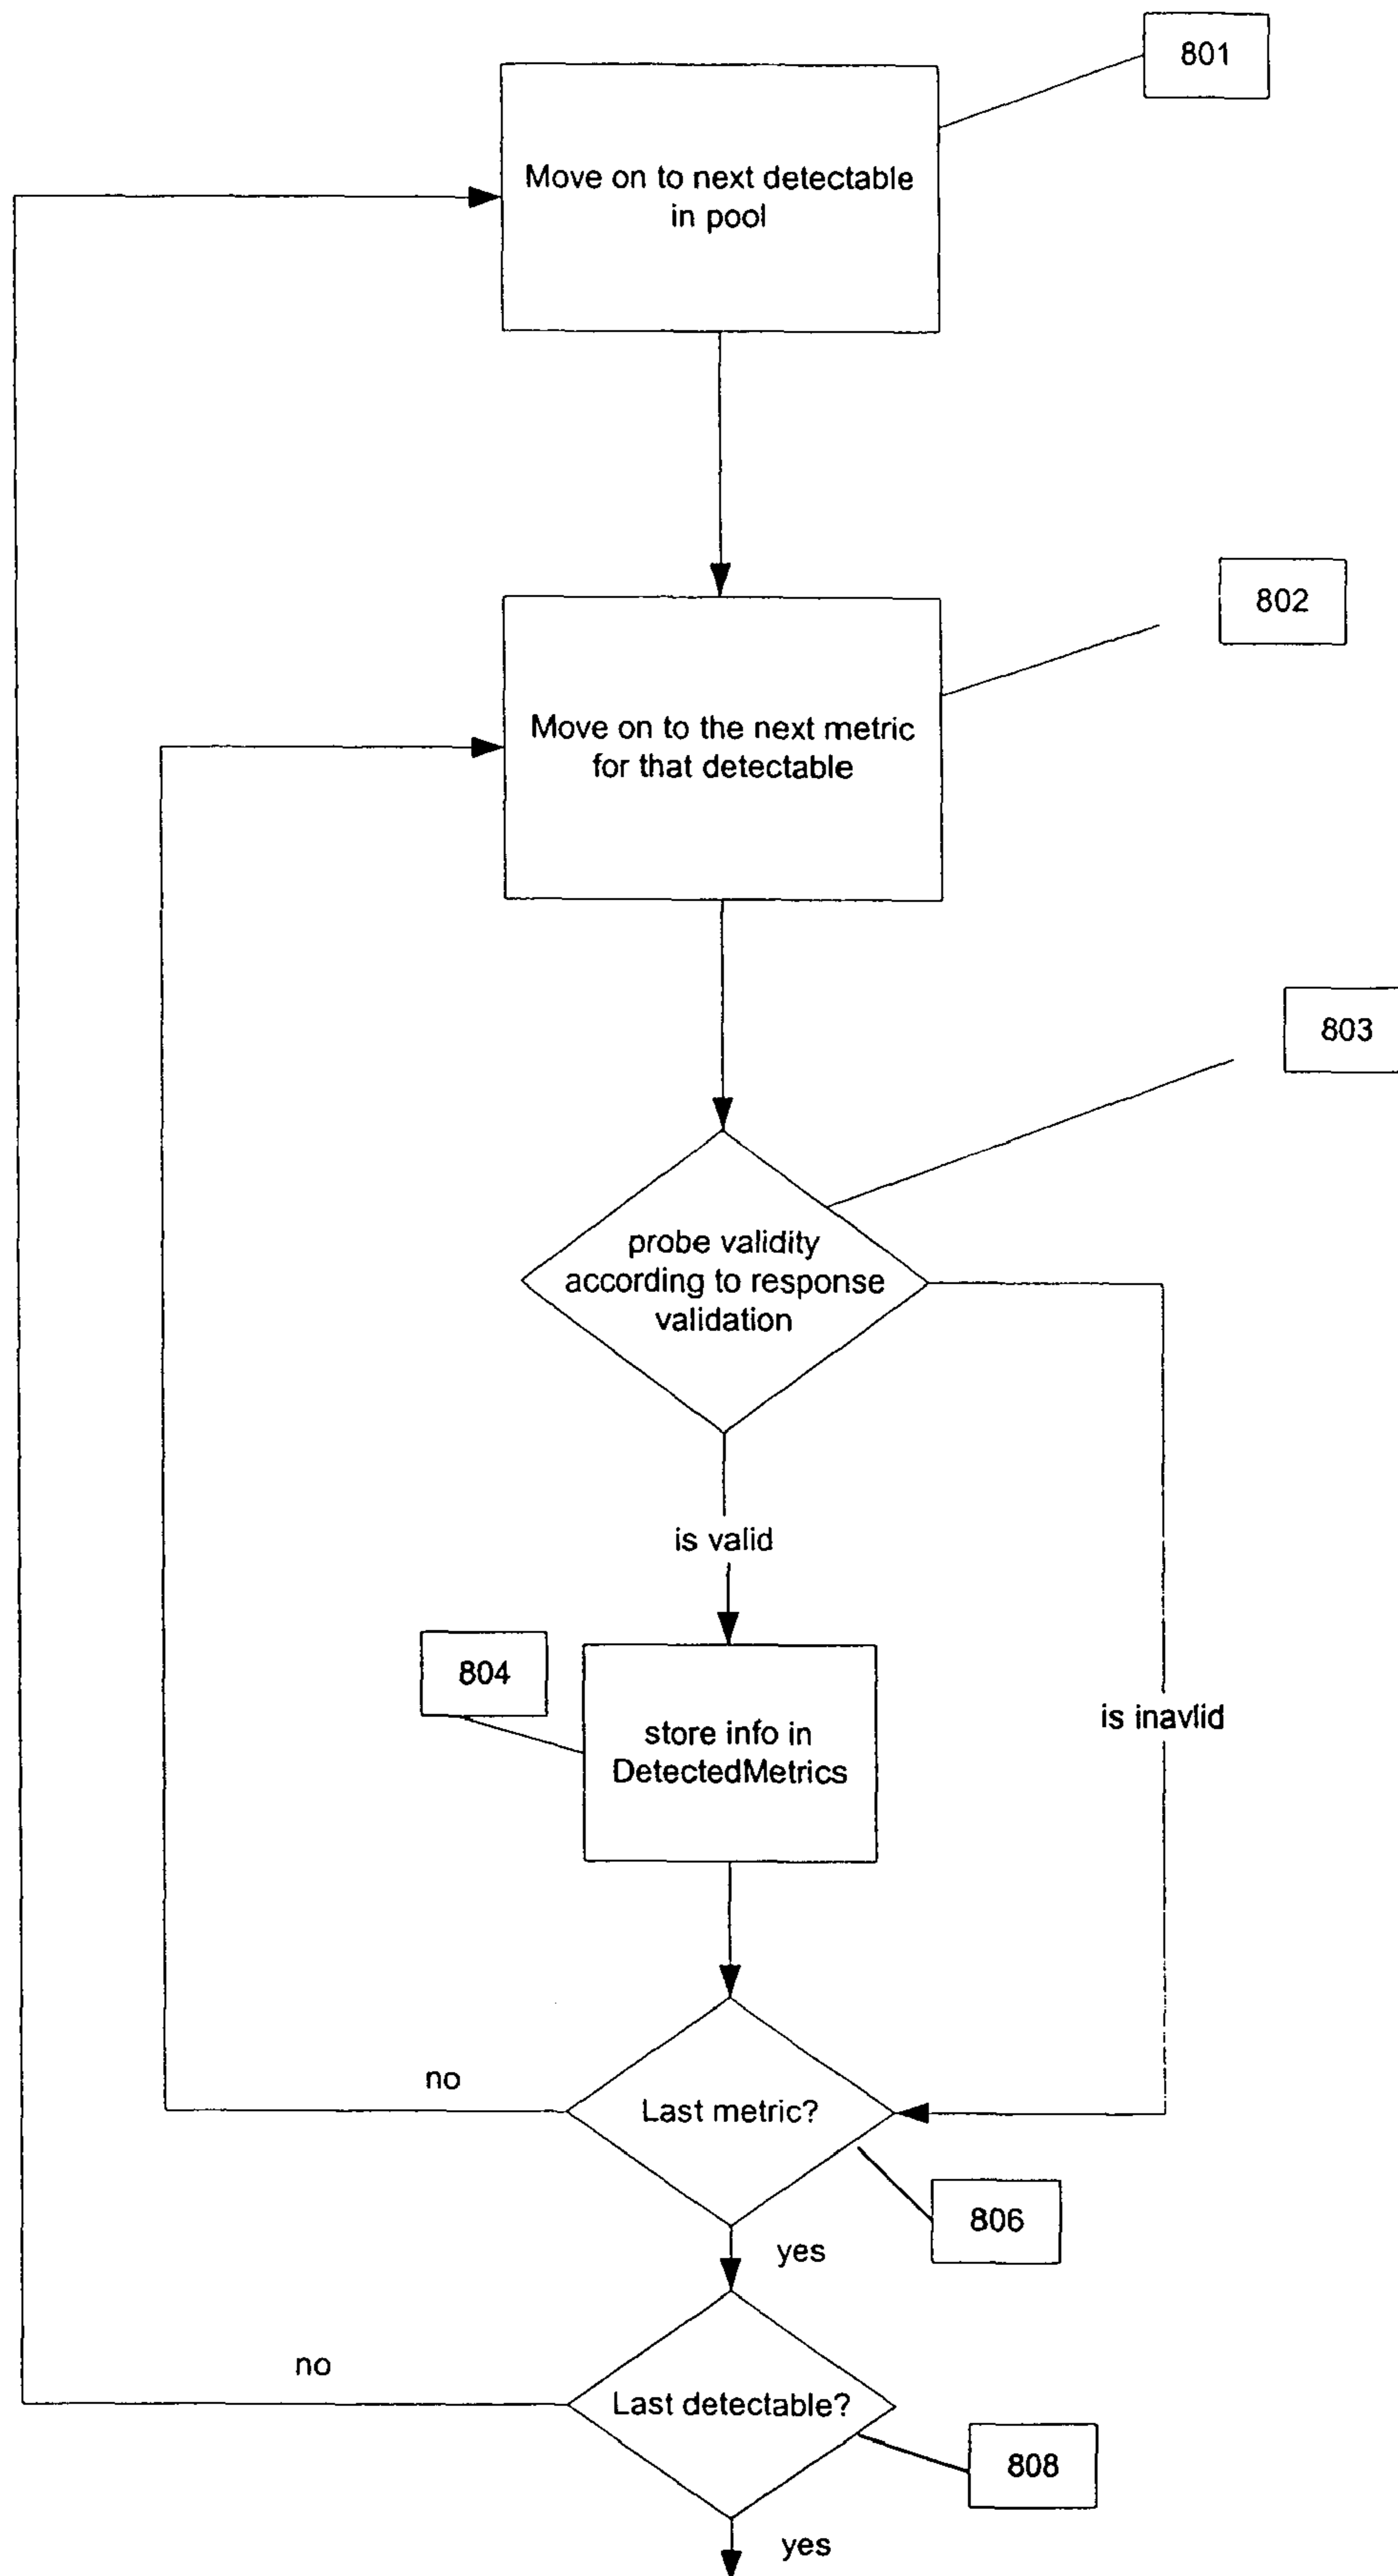 801
Move on to next detectable
in pool
802
Move on to the next metric
for that detectable
803
probe validity
according to response
validation
is valid
804
store info in
DetectedMetrics
is inavlid
no
Last metric?
806
yes
no
Last detectable?
808
yes